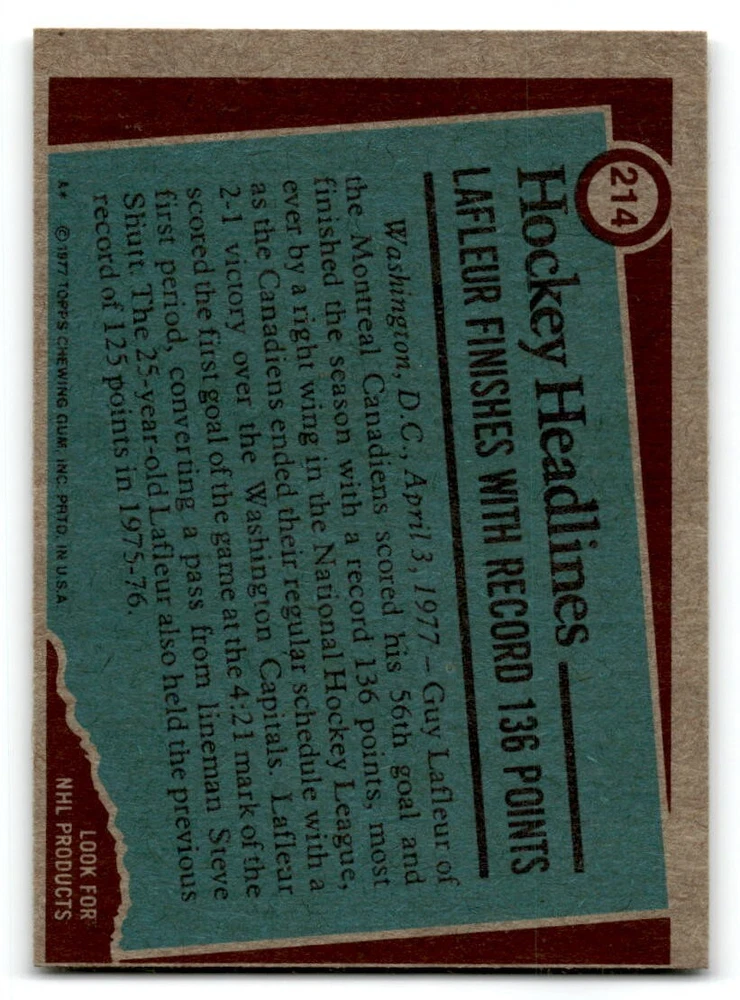 214
Hockey Headlines
LAFLEUR FINISHES WITH RECORD 136 POINTS
Washington, D.C., April 3, 1977 – Guy Lafleur of
the Montreal Canadiens scored his 56th goal and
finished the season with a record 136 points, most
ever by a right wing in the National Hockey League,
as the Canadiens ended their regular schedule with a
2-1 victory over the Washington Capitals. Lafleur
scored the first goal of the game at the 4:21 mark of the
first period, converting a pass from lineman Steve
Shutt. The 25-year-old Lafleur also held the previous
record of 125 points in 1975-76.
A* © 1977 TOPPS CHEWING GUM, INC. PRTD. IN U.S.A
LOOK FOR
NHL PRODUCTS